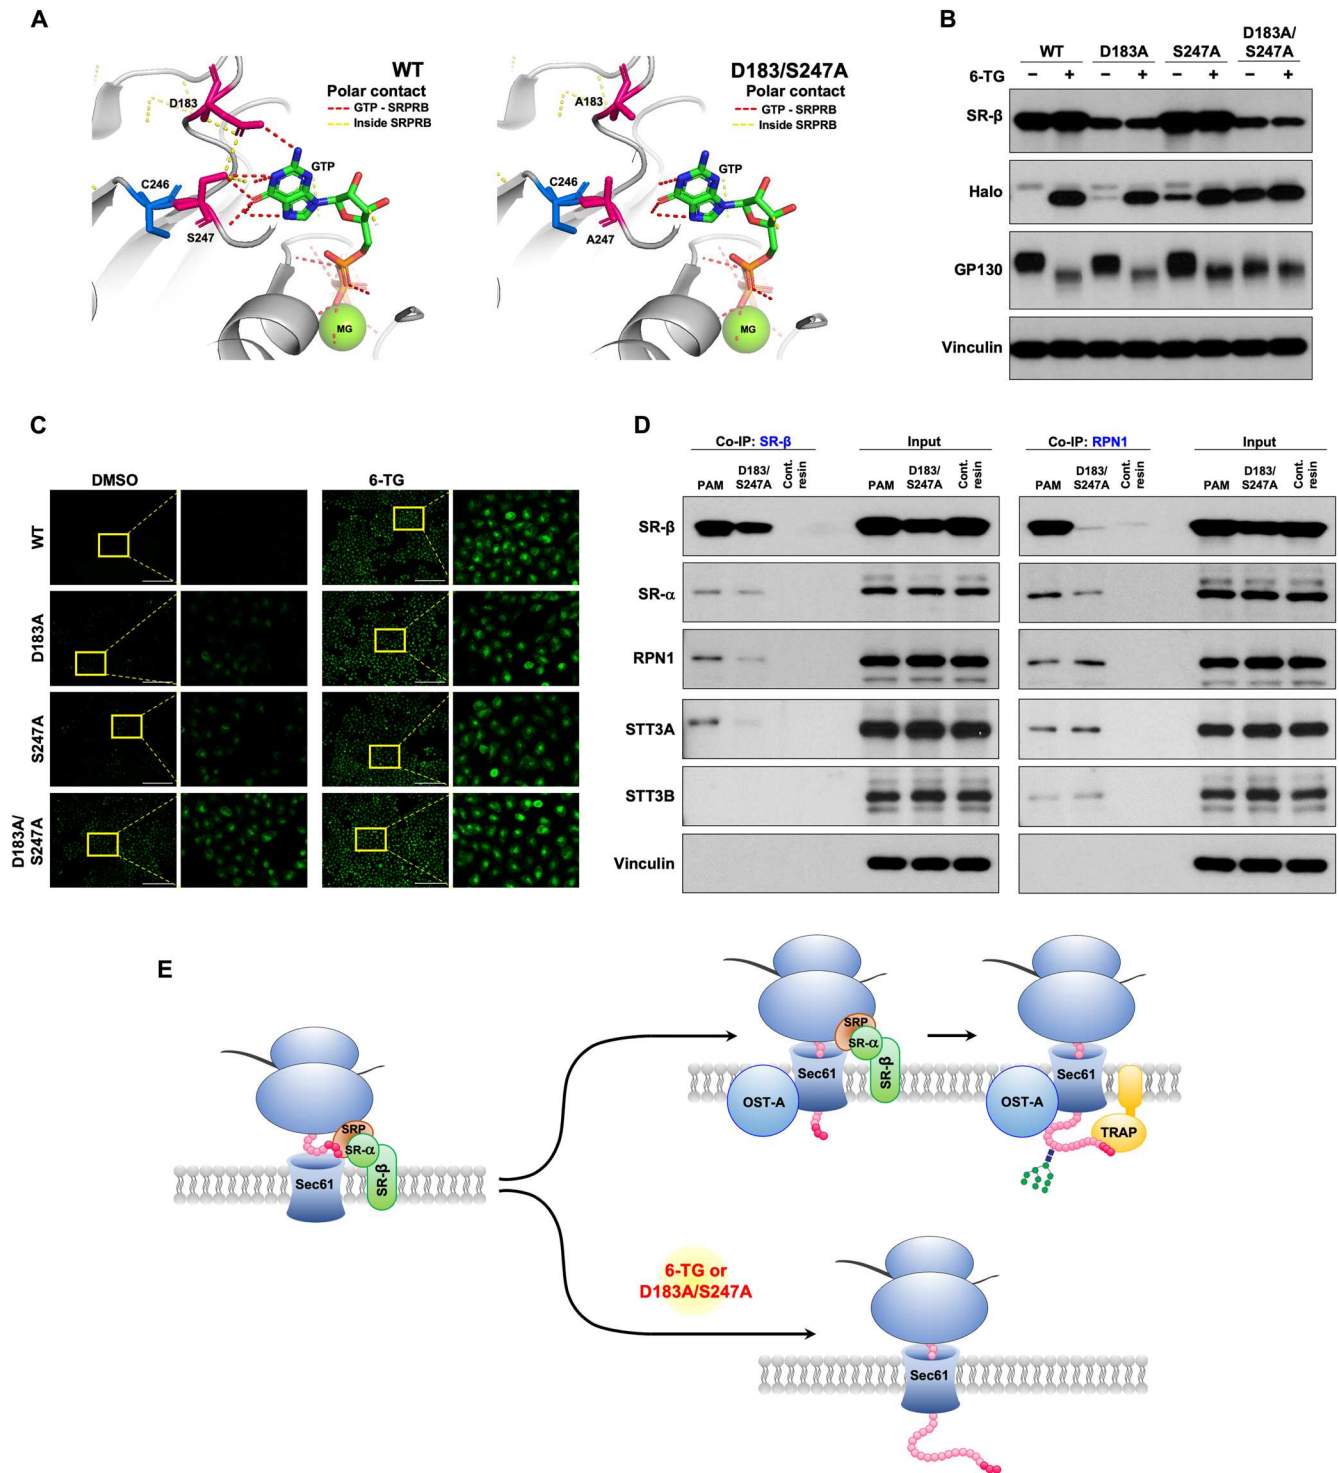 A
WT
Polar contact
GTP - SRPRB
Inside SRPRB
D183
GTP
C246
S247
MG
D183/S247A
Polar contact
GTP - SRPRB
Inside SRPRB
A183
GTP
C246
A247
MG
B
WT D183A S247A D183A/
S247A
6-TG − + − + − + − +
SR-β
Halo
GP130
Vinculin
C
DMSO 6-TG
WT
D183A
S247A
D183A/
S247A
D
Co-IP: SR-β Input Co-IP: RPN1 Input
PAM D183/
S247A Cont.
resin PAM D183/
S247A Cont.
resin PAM D183/
S247A Cont.
resin PAM D183/
S247A Cont.
resin
SR-β
SR-α
RPN1
STT3A
STT3B
Vinculin
E
SRP
SR-α
SR-β
Sec61
SRP
SR-α
SR-β
Sec61
OST-A
Sec61
OST-A
TRAP
6-TG or
D183A/S247A
Sec61